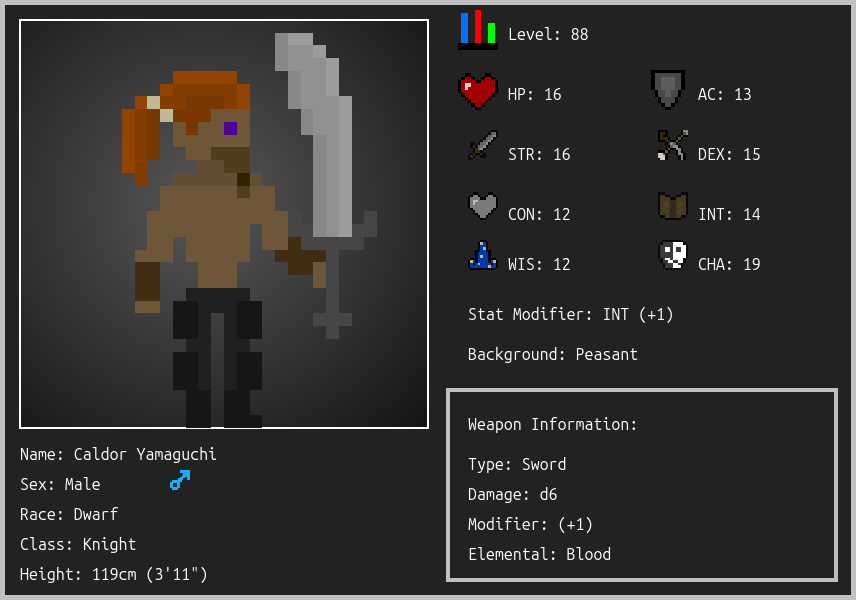 Level: 88
HP: 16
AC: 13
STR: 16
DEX: 15
CON: 12
INT: 14
WIS: 12
CHA: 19
Stat Modifier: INT (+1)
Background: Peasant
Weapon Information:
Type: Sword
Damage: d6
Modifier: (+1)
Elemental: Blood
Name: Caldor Yamaguchi
Sex: Male
Race: Dwarf
Class: Knight
Height: 119cm (3'11")